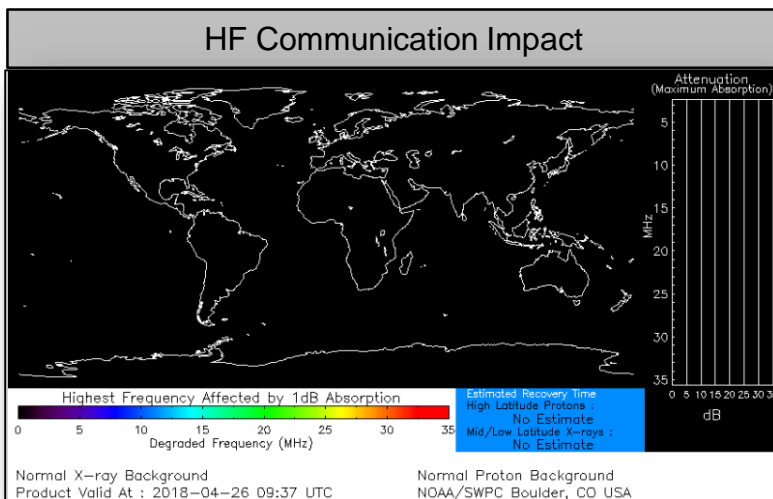 HF Communication Impact
Attenuation
(Maximum Absorption)
5
10
15
20
25
30
35
MHz
0 5 10 15 20 25 30
dB
Highest Frequency Affected by 1dB Absorption
0 5 10 15 20 25 30 35
Degraded Frequency (MHz)
Estimated Recovery Time
High Latitude Protons :
No Estimate
Mid/Low Latitude X-rays :
No Estimate
Normal X-ray Background
Product Valid At : 2018-04-26 09:37 UTC
Normal Proton Background
NOAA/SWPC Boulder, CO USA